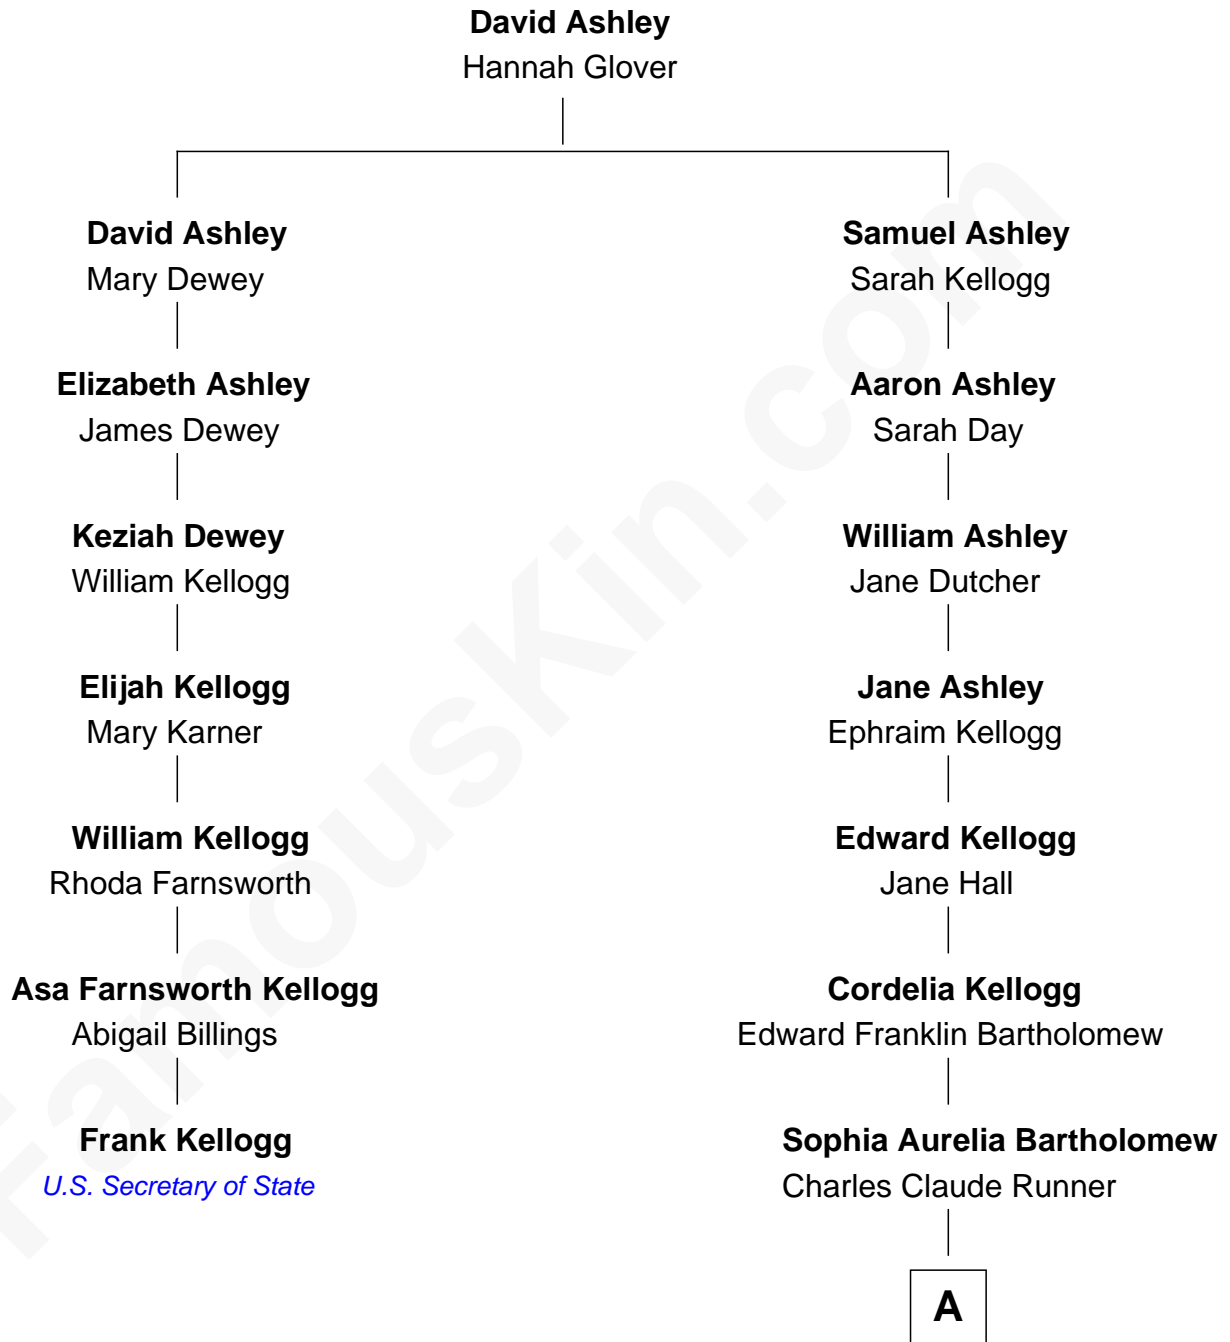 David Ashley
Hannah Glover
David Ashley
Mary Dewey
Elizabeth Ashley
James Dewey
Keziah Dewey
William Kellogg
Elijah Kellogg
Mary Karner
William Kellogg
Rhoda Farnsworth
Asa Farnsworth Kellogg
Abigail Billings
Frank Kellogg
U.S. Secretary of State
Samuel Ashley
Sarah Kellogg
Aaron Ashley
Sarah Day
William Ashley
Jane Dutcher
Jane Ashley
Ephraim Kellogg
Edward Kellogg
Jane Hall
Cordelia Kellogg
Edward Franklin Bartholomew
Sophia Aurelia Bartholomew
Charles Claude Runner
A
FamousKin.com